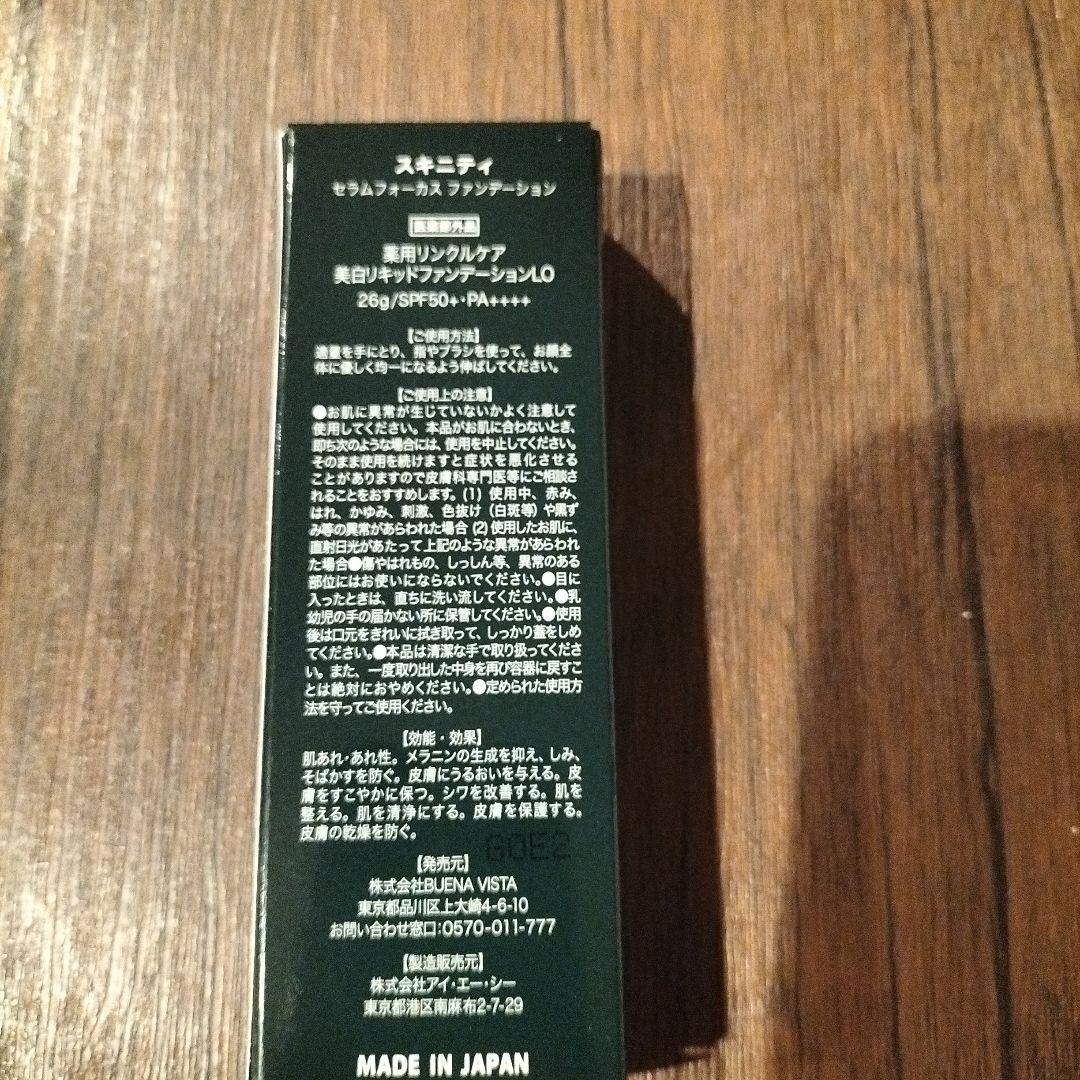 スキニティ
セラムフォーカス ファンデーション
医薬部外品
薬用リンクルケア
美白リキッドファンデーションLO
26g/SPF50+・PA++++
【ご使用方法】
適量を手にとり、指やブラシを使って、お顔全
体に優しく均一になるよう伸ばしてください。
【ご使用上の注意】
●お肌に異常が生じていないかよく注意して
使用してください。本品がお肌に合わないとき、
即ち次のような場合には、使用を中止してください。
そのまま使用を続けますと症状を悪化させる
ことがありますので皮膚科専門医等にご相談さ
れることをおすすめします。(1) 使用中、赤み、
はれ、かゆみ、刺激、色抜け（白斑等）や黒ず
み等の異常があらわれた場合 (2) 使用したお肌に、
直射日光があたって上記のような異常があらわれ
た場合●傷やはれもの、しっしん等、異常のある
部位にはお使いにならないでください。●目に
入ったときは、直ちに洗い流してください。●乳
幼児の手の届かない所に保管してください。●使用
後は口元をきれいに拭き取って、しっかり蓋をしめ
てください。●本品は清潔な手で取り扱ってくださ
い。また、一度取り出した中身を再び容器に戻すこ
とは絶対におやめください。●定められた使用方
法を守ってご使用ください。
【効能・効果】
肌あれ・あれ性。メラニンの生成を抑え、しみ、
そばかすを防ぐ。皮膚にうるおいを与える。皮
膚をすこやかに保つ。シワを改善する。肌を
整える。肌を清浄にする。皮膚を保護する。
皮膚の乾燥を防ぐ。
【発売元】
株式会社BUENA VISTA
東京都品川区上大崎4-6-10
お問い合わせ窓口:0570-011-777
【製造販売元】
株式会社アイ・エー・シー
東京都港区南麻布2-7-29
MADE IN JAPAN